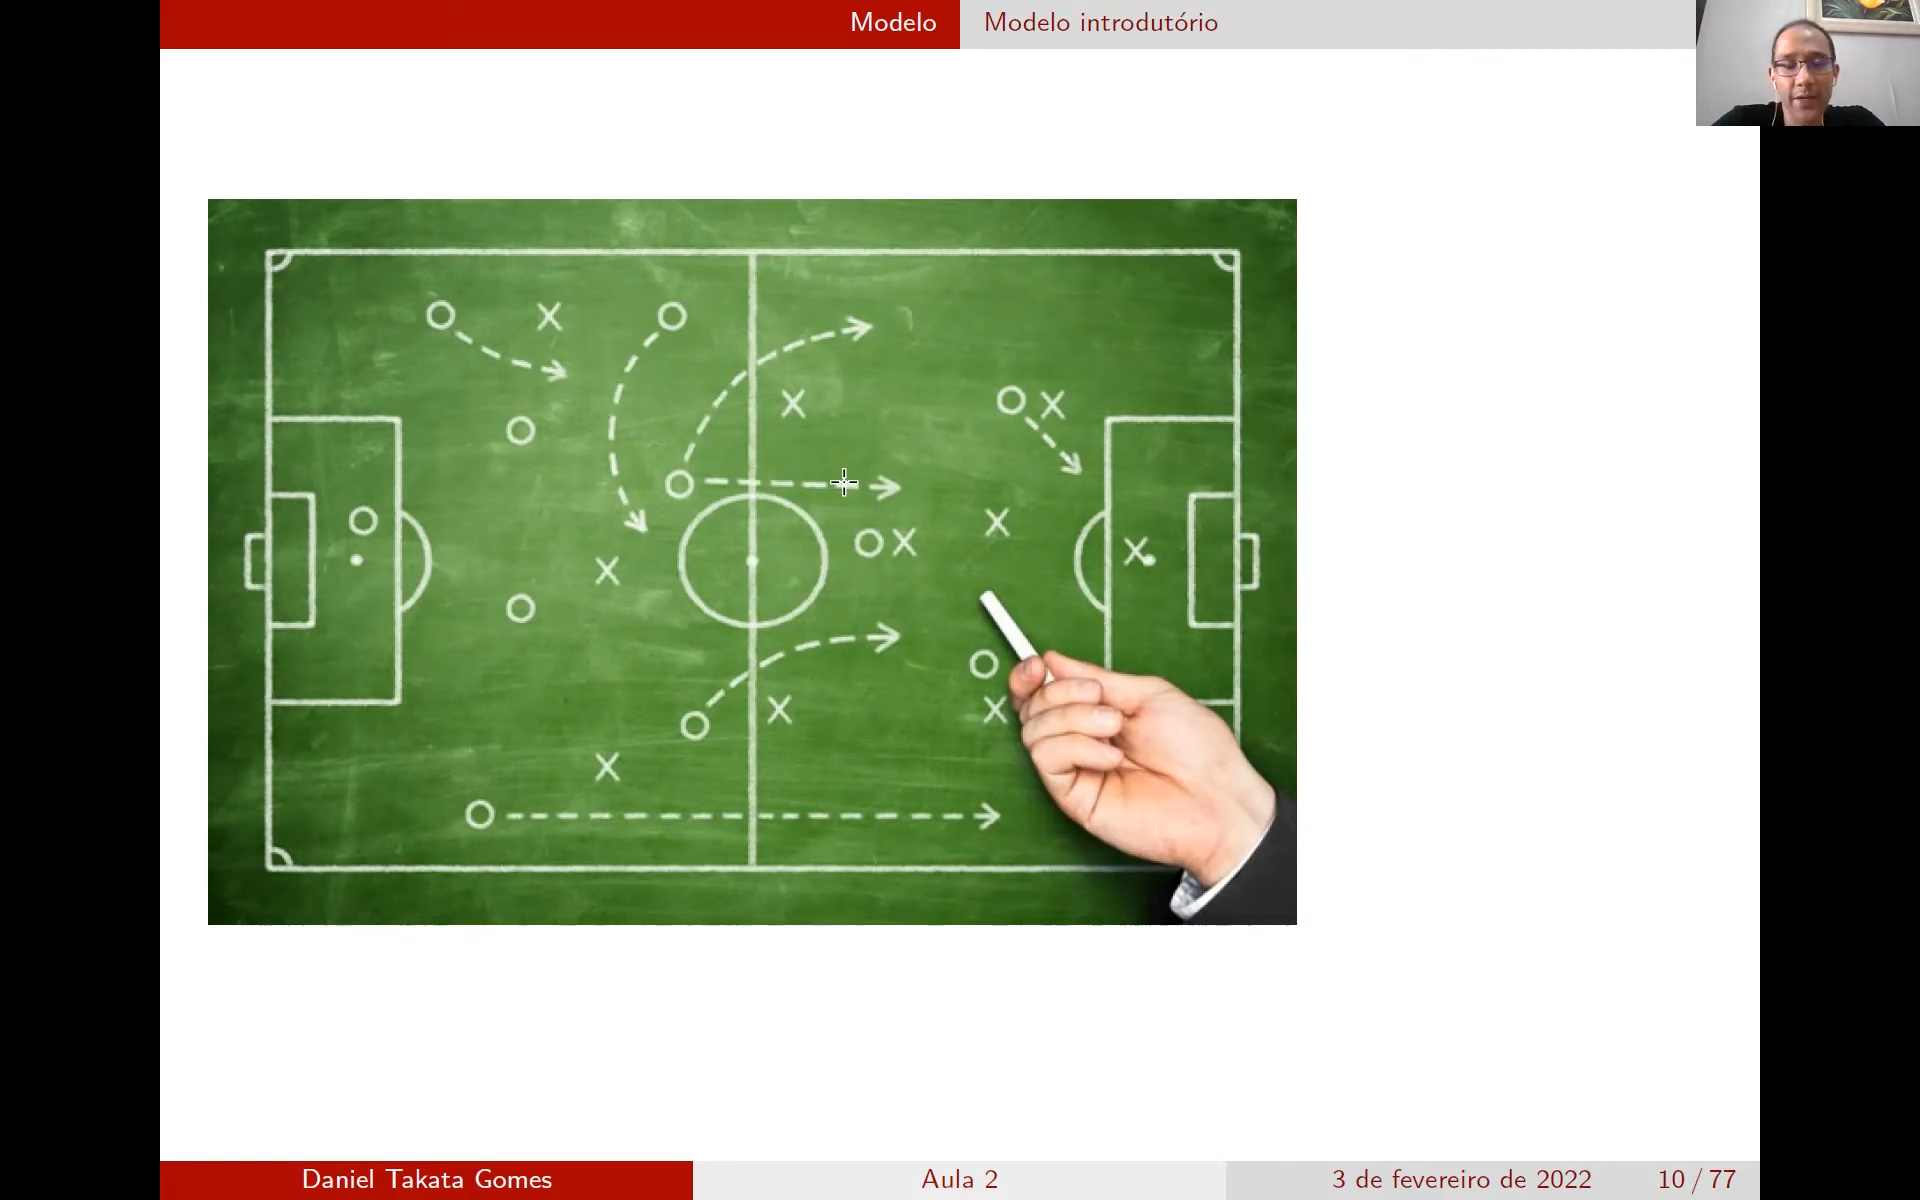 Modelo
Modelo introdutório
Daniel Takata Gomes
Aula 2
3 de fevereiro de 2022
10 / 77